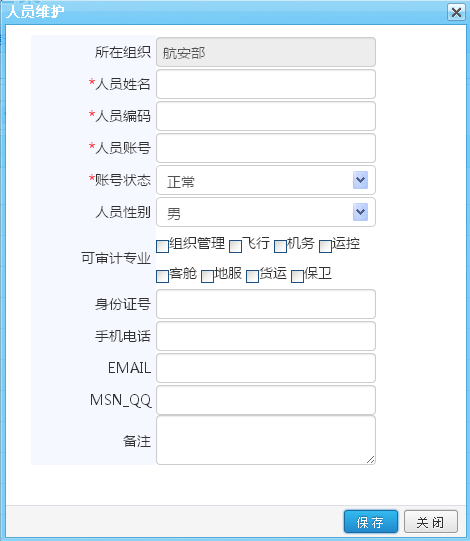 人员维护
所在组织 航安部
*人员姓名
*人员编码
*人员账号
*账号状态 正常
人员性别 男
可审计专业 组织管理 飞行 机务 运控
客舱 地服 货运 保卫
身份证号
手机电话
EMAIL
MSN_QQ
备注
保存 关闭